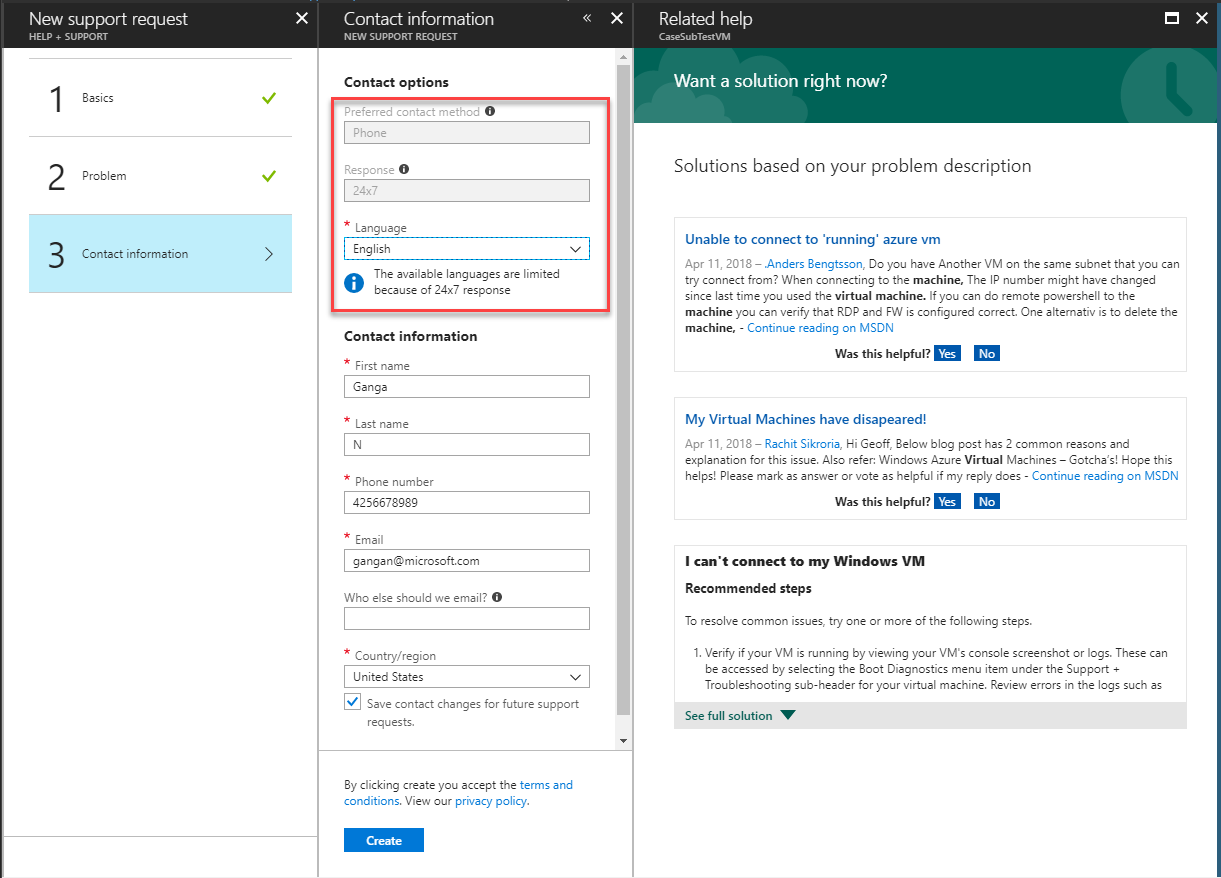 New support request
HELP + SUPPORT
1 Basics
2 Problem
3 Contact information
Contact information
NEW SUPPORT REQUEST
Contact options
Preferred contact method
Phone
Response
24x7
* Language
English
The available languages are limited
because of 24x7 response
Contact information
* First name
Ganga
* Last name
N
* Phone number
4256678989
* Email
gangan@microsoft.com
Who else should we email?
* Country/region
United States
Save contact changes for future support
requests.
By clicking create you accept the terms and
conditions. View our privacy policy.
Create
Related help
CaseSubTestVM
Want a solution right now?
Solutions based on your problem description
Unable to connect to 'running' azure vm
Apr 11, 2018 – .Anders Bengtsson, Do you have Another VM on the same subnet that you can
try connect from? When connecting to the machine, The IP number might have changed
since last time you used the virtual machine. If you can do remote powershell to the
machine you can verify that RDP and FW is configured correct. One alternativ is to delete the
machine, - Continue reading on MSDN
Was this helpful? Yes No
My Virtual Machines have disapeared!
Apr 11, 2018 – Rachit Sikroria, Hi Geoff, Below blog post has 2 common reasons and
explanation for this issue. Also refer: Windows Azure Virtual Machines – Gotcha's! Hope this
helps! Please mark as answer or vote as helpful if my reply does - Continue reading on MSDN
Was this helpful? Yes No
I can't connect to my Windows VM
Recommended steps
To resolve common issues, try one or more of the following steps.
1. Verify if your VM is running by viewing your VM's console screenshot or logs. These can
be accessed by selecting the Boot Diagnostics menu item under the Support +
Troubleshooting sub-header for your virtual machine. Review errors in the logs such as
See full solution